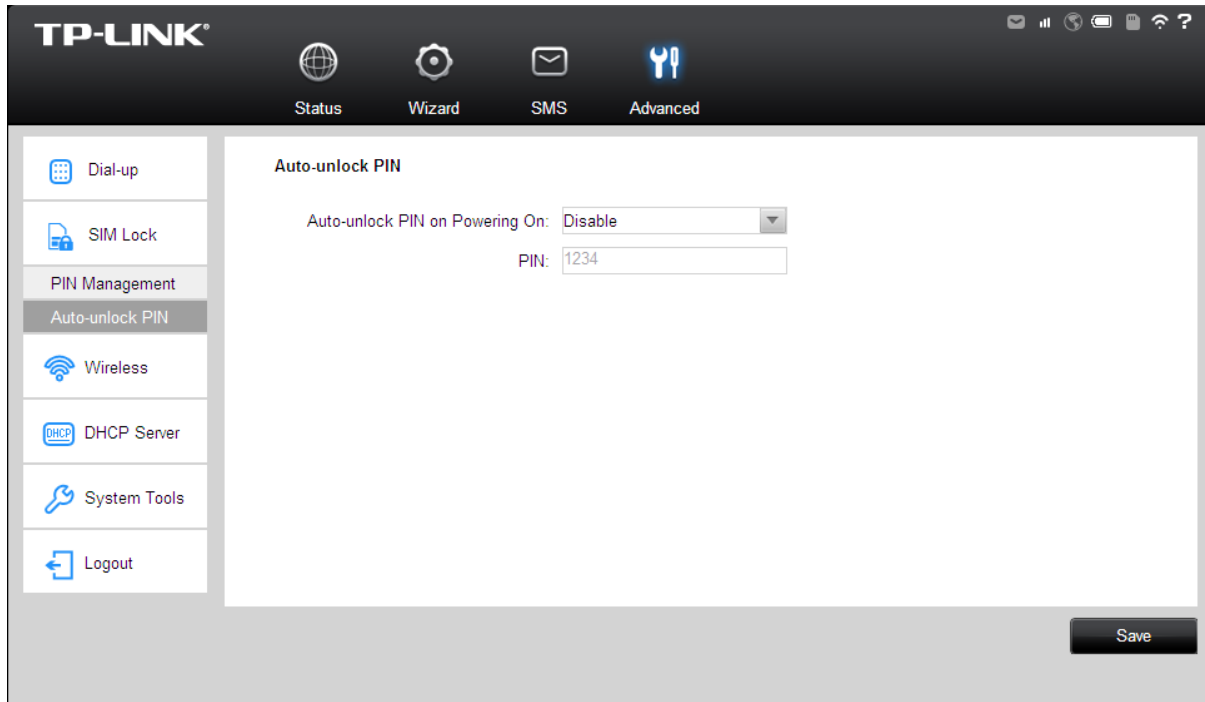 TP-LINK®
?
Status Wizard SMS Advanced
Dial-up
SIM Lock
PIN Management
Auto-unlock PIN
Wireless
DHCP DHCP Server
System Tools
Logout
Auto-unlock PIN
Auto-unlock PIN on Powering On: Disable
PIN: 1234
Save